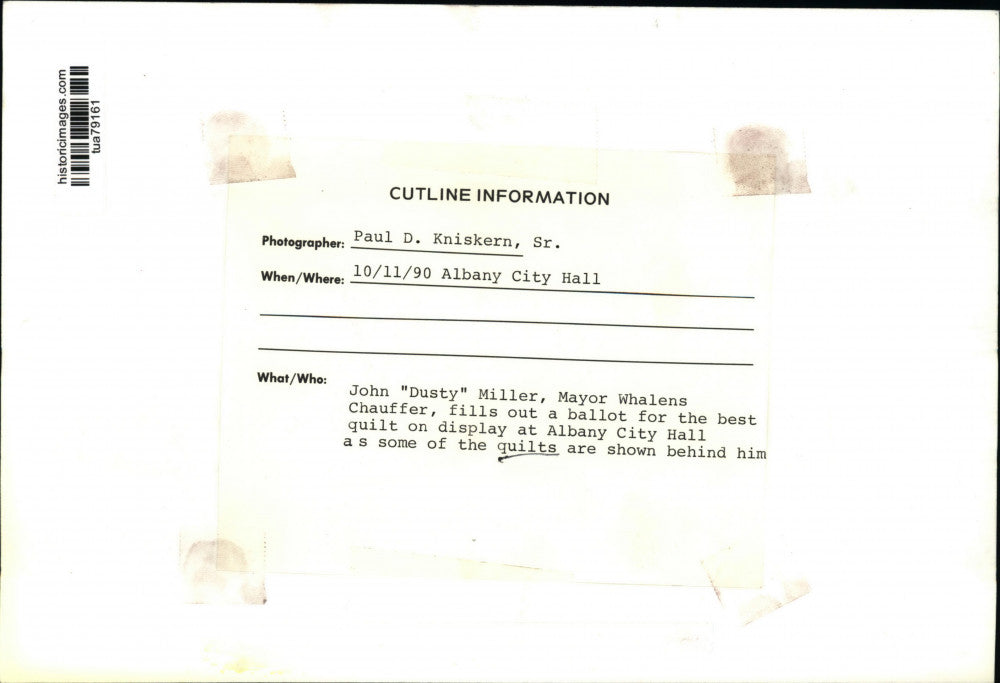 historicimages.com
tua79161
CUTLINE INFORMATION
Photographer: Paul D. Kniskern, Sr.
When/Where: 10/11/90 Albany City Hall
What/Who:
John "Dusty" Miller, Mayor Whalens
Chauffer, fills out a ballot for the best
quilt on display at Albany City Hall
as some of the quilts are shown behind him